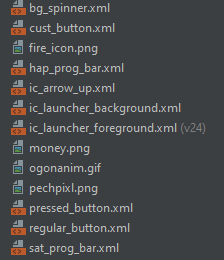 bg_spinner.xml
cust_button.xml
fire_icon.png
hap_prog_bar.xml
ic_arrow_up.xml
ic_launcher_background.xml
ic_launcher_foreground.xml (v24)
money.png
ogonanim.gif
pechpixl.png
pressed_button.xml
regular_button.xml
sat_prog_bar.xml